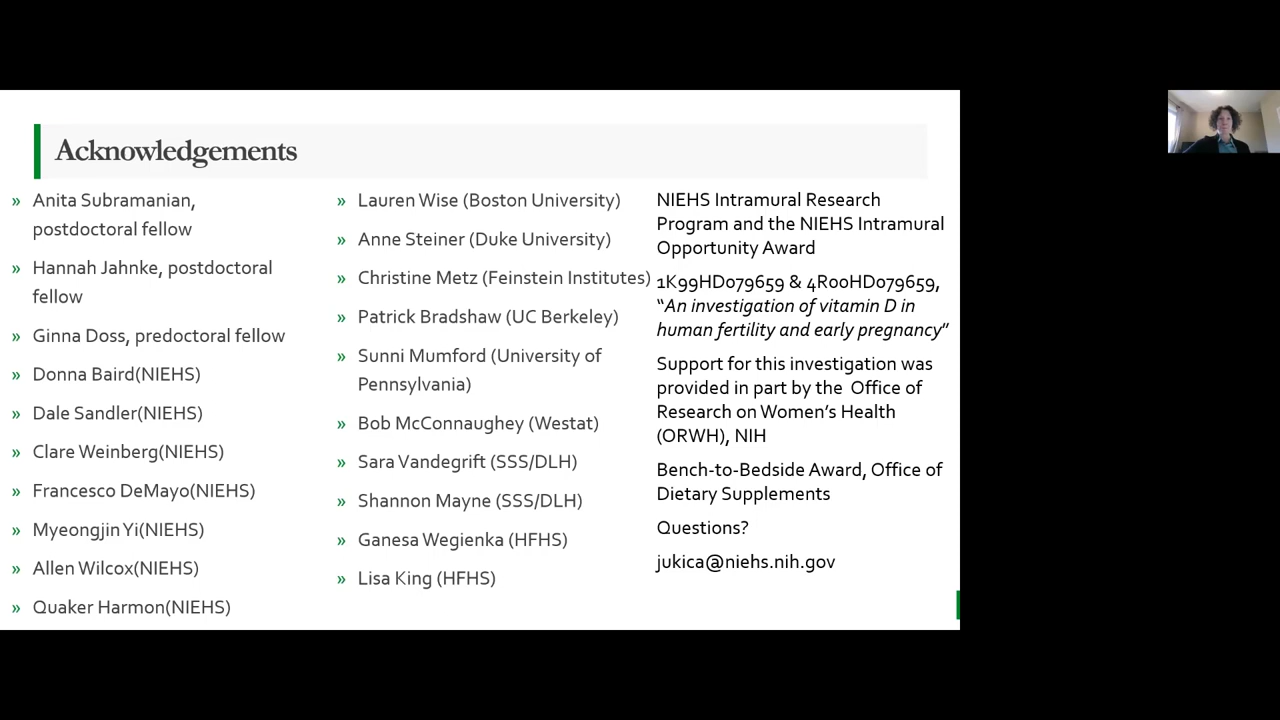 Acknowledgements
» Anita Subramanian,
postdoctoral fellow
» Hannah Jahnke, postdoctoral
fellow
» Ginna Doss, predoctoral fellow
» Donna Baird(NIEHS)
» Dale Sandler(NIEHS)
» Clare Weinberg(NIEHS)
» Francesco DeMayo(NIEHS)
» Myeongjin Yi(NIEHS)
» Allen Wilcox(NIEHS)
» Quaker Harmon(NIEHS)
» Lauren Wise (Boston University)
» Anne Steiner (Duke University)
» Christine Metz (Feinstein Institutes)
» Patrick Bradshaw (UC Berkeley)
» Sunni Mumford (University of
Pennsylvania)
» Bob McConnaughey (Westat)
» Sara Vandegrift (SSS/DLH)
» Shannon Mayne (SSS/DLH)
» Ganesa Wegienka (HFHS)
» Lisa King (HFHS)
NIEHS Intramural Research
Program and the NIEHS Intramural
Opportunity Award
1K99HD079659 & 4R00HD079659,
“An investigation of vitamin D in
human fertility and early pregnancy”
Support for this investigation was
provided in part by the Office of
Research on Women’s Health
(ORWH), NIH
Bench-to-Bedside Award, Office of
Dietary Supplements
Questions?
jukica@niehs.nih.gov